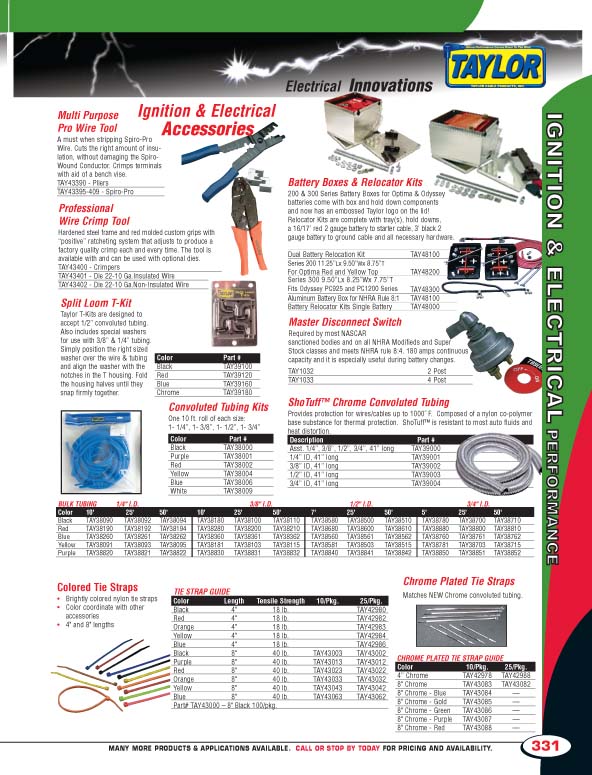 TAYLOR
TAYLOR CABLE PRODUCTS, INC.
Electrical Innovations
IGNITION & ELECTRICAL PERFORMANCE
Ignition & Electrical
Accessories
Multi Purpose
Pro Wire Tool
A must when stripping Spiro-Pro
Wire. Cuts the right amount of insu-
lation, without damaging the Spiro-
Wound Conductor. Crimps terminals
with aid of a bench vise.
TAY43390 - Pliers
TAY43395-409 - Spiro-Pro
Professional
Wire Crimp Tool
Hardened steel frame and red molded custom grips with
"positive" ratcheting system that adjusts to produce a
factory quality crimp each and every time. The tool is
available with and can be used with optional dies.
TAY43400 - Crimpers
TAY43401 - Die 22-10 Ga.Insulated Wire
TAY43402 - Die 22-10 Ga.Non-Insulated Wire
Split Loom T-Kit
Taylor T-Kits are designed to
accept 1/2" convoluted tubing.
Also includes special washers
for use with 3/8" & 1/4" tubing.
Simply position the right sized
washer over the wire & tubing
and align the washer with the
notches in the T housing. Fold
the housing halves until they
snap firmly together.
Color Part #
Black TAY39100
Red TAY39120
Blue TAY39160
Chrome TAY39180
Convoluted Tubing Kits
One 10 ft. roll of each size:
1- 1/4", 1- 3/8", 1- 1/2", 1- 3/4"
Color Part #
Black TAY38000
Purple TAY38001
Red TAY38002
Yellow TAY38004
Blue TAY38006
White TAY38009
Battery Boxes & Relocator Kits
200 & 300 Series Battery Boxes for Optima & Odyssey
batteries come with box and hold down components
and now has an embossed Taylor logo on the lid!
Relocator Kits are complete with tray(s), hold downs,
a 16/17' red 2 gauge battery to starter cable, 3' black 2
gauge battery to ground cable and all necessary hardware.
Dual Battery Relocation Kit TAY48100
Series 200 11.25"Lx 9.50"Wx 8.75"T
For Optima Red and Yellow Top TAY48200
Series 300 9.50"Lx 8.25"Wx 7.75"T
Fits Odyssey PC925 and PC1200 Series TAY48300
Aluminum Battery Box for NHRA Rule 8:1 TAY48100
Battery Relocator Kits Single Battery TAY48000
Master Disconnect Switch
Required by most NASCAR
sanctioned bodies and on all NHRA Modifieds and Super
Stock classes and meets NHRA rule 8:4. 180 amps continuous
capacity and it is especially useful during battery changes.
TAY1032 2 Post
TAY1033 4 Post
ShoTuff™ Chrome Convoluted Tubing
Provides protection for wires/cables up to 1000˚F. Composed of a nylon co-polymer
base substance for thermal protection. ShoTuff™ is resistant to most auto fluids and
heat distortion.
Description Part #
Asst. 1/4", 3/8", 1/2", 3/4", 41" long TAY39000
1/4" ID, 41" long TAY39001
3/8" ID, 41" long TAY39002
1/2" ID, 41" long TAY39003
3/4" ID, 41" long TAY39004
BULK TUBING 1/4" I.D. 3/8" I.D. 1/2" I.D. 3/4" I.D.
Color 10' 25' 50' 10' 25' 50' 7' 25' 50' 5' 25' 50'
Black TAY38090 TAY38092 TAY38094 TAY38180 TAY38100 TAY38110 TAY38580 TAY38500 TAY38510 TAY38780 TAY38700 TAY38710
Red TAY38190 TAY38192 TAY38194 TAY38280 TAY38200 TAY38210 TAY38680 TAY38600 TAY38610 TAY38880 TAY38800 TAY38810
Blue TAY38260 TAY38261 TAY38262 TAY38360 TAY38361 TAY38362 TAY38560 TAY38561 TAY38562 TAY38760 TAY38761 TAY38762
Yellow TAY38091 TAY38093 TAY38095 TAY38181 TAY38103 TAY38115 TAY38581 TAY38503 TAY38515 TAY38781 TAY38703 TAY38715
Purple TAY38820 TAY38821 TAY38822 TAY38830 TAY38831 TAY38832 TAY38840 TAY38841 TAY38842 TAY38850 TAY38851 TAY38852
Colored Tie Straps
• Brightly colored nylon tie straps
• Color coordinate with other
accessories
• 4" and 8" lengths
TIE STRAP GUIDE
Color Length Tensile Strength 10/Pkg. 25/Pkg.
Black 4" 18 lb. TAY42980
Red 4" 18 lb. TAY42982
Orange 4" 18 lb. TAY42983
Yellow 4" 18 lb. TAY42984
Blue 4" 18 lb. TAY42986
Black 8" 40 lb. TAY43003 TAY43002
Purple 8" 40 lb. TAY43013 TAY43012
Red 8" 40 lb. TAY43023 TAY43022
Orange 8" 40 lb. TAY43033 TAY43032
Yellow 8" 40 lb. TAY43043 TAY43042
Blue 8" 40 lb. TAY43063 TAY43062
Part# TAY43000 – 8" Black 100/pkg.
Chrome Plated Tie Straps
Matches NEW Chrome convoluted tubing.
CHROME PLATED TIE STRAP GUIDE
Color 10/Pkg. 25/Pkg.
4" Chrome TAY42978 TAY42988
8" Chrome TAY43083 TAY43082
8" Chrome - Blue TAY43084 —
8" Chrome - Gold TAY43085 —
8" Chrome - Green TAY43086 —
8" Chrome - Purple TAY43087 —
8" Chrome - Red TAY43088 —
MANY MORE PRODUCTS & APPLICATIONS AVAILABLE. CALL OR STOP BY TODAY FOR PRICING AND AVAILABILITY.
331